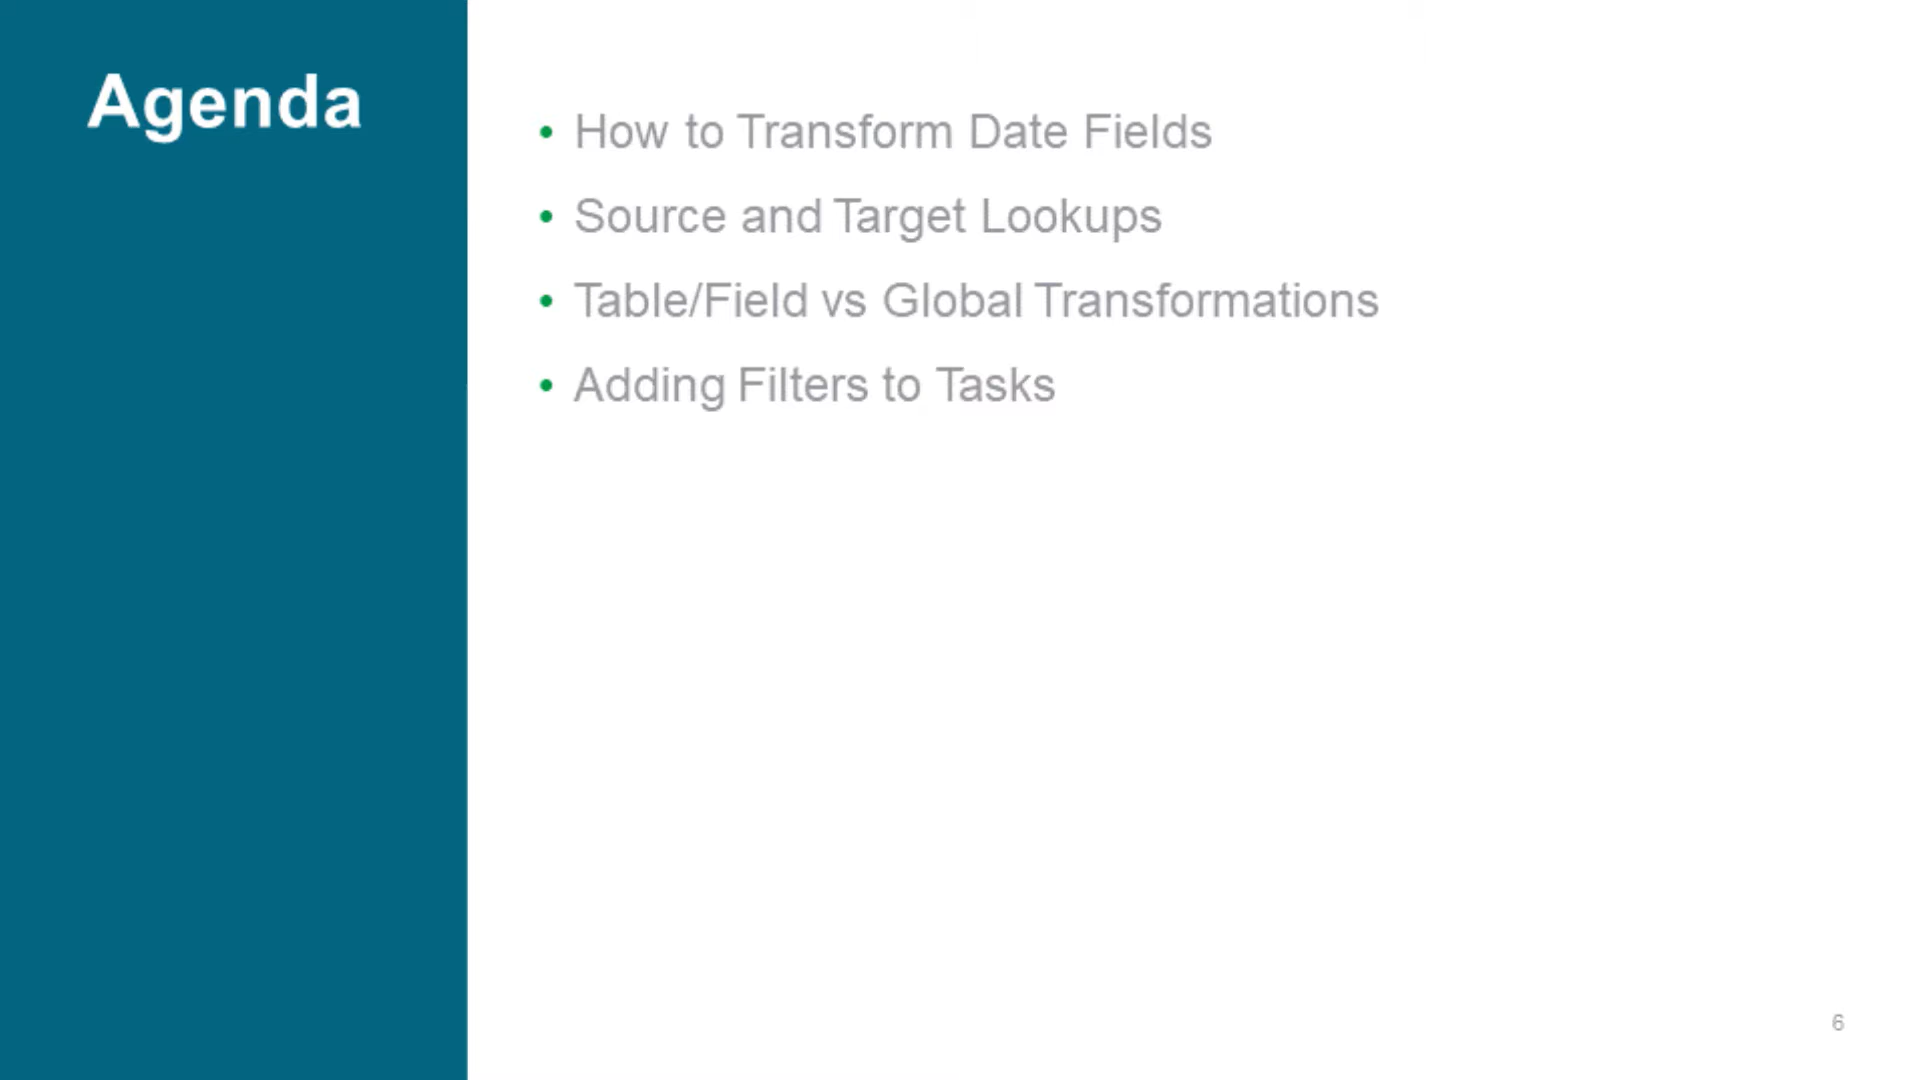 Agenda
• How to Transform Date Fields
• Source and Target Lookups
• Table/Field vs Global Transformations
• Adding Filters to Tasks
6